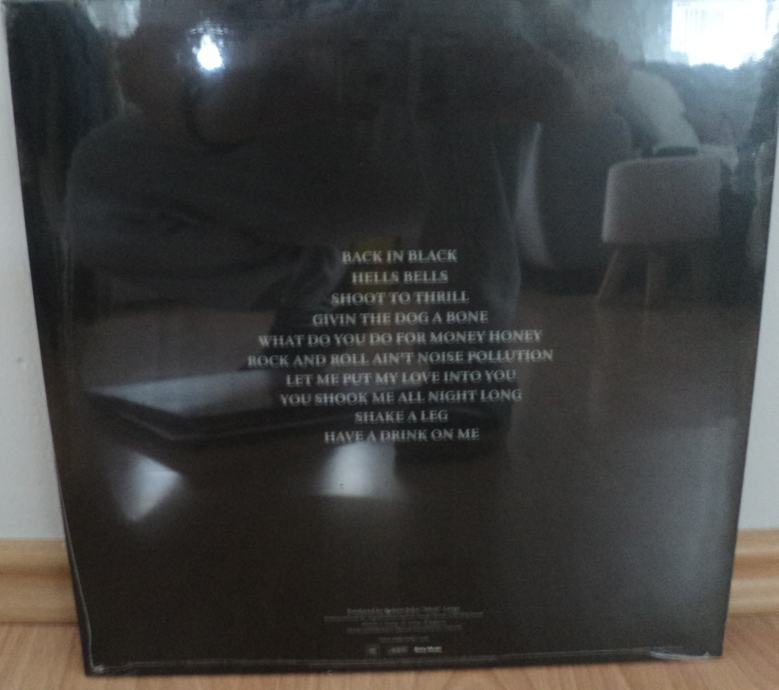 BACK IN BLACK
HELLS BELLS
SHOOT TO THRILL
GIVIN THE DOG A BONE
WHAT DO YOU DO FOR MONEY HONEY
ROCK AND ROLL AIN'T NOISE POLLUTION
LET ME PUT MY LOVE INTO YOU
YOU SHOOK ME ALL NIGHT LONG
SHAKE A LEG
HAVE A DRINK ON ME
Produced by